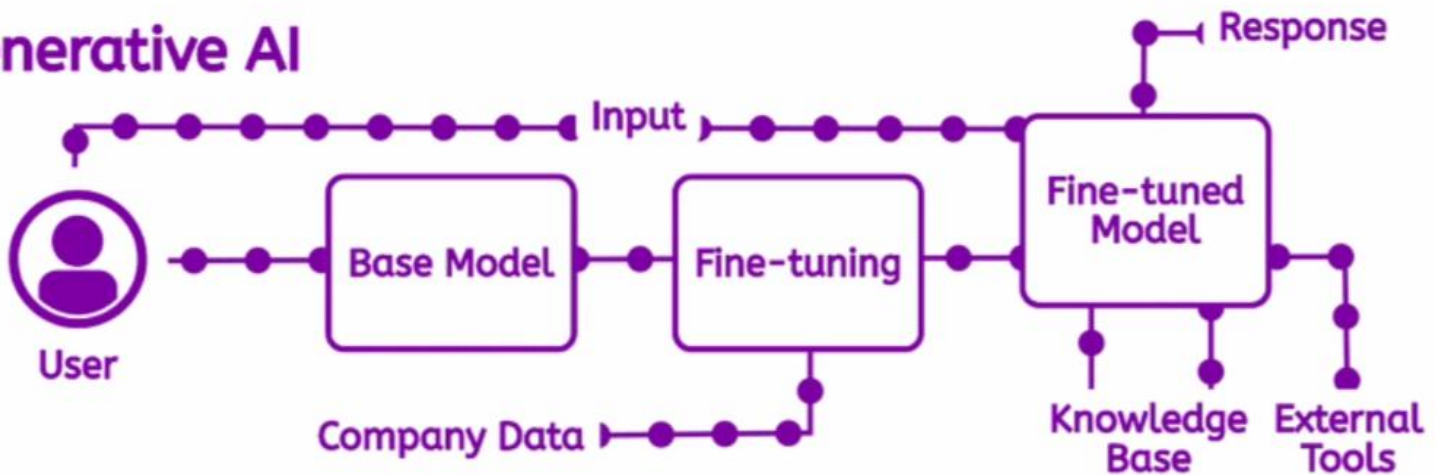 nerative AI
Response
Input
Fine-tuned
Model
Base Model
Fine-tuning
User
Company Data
Knowledge
Base
External
Tools